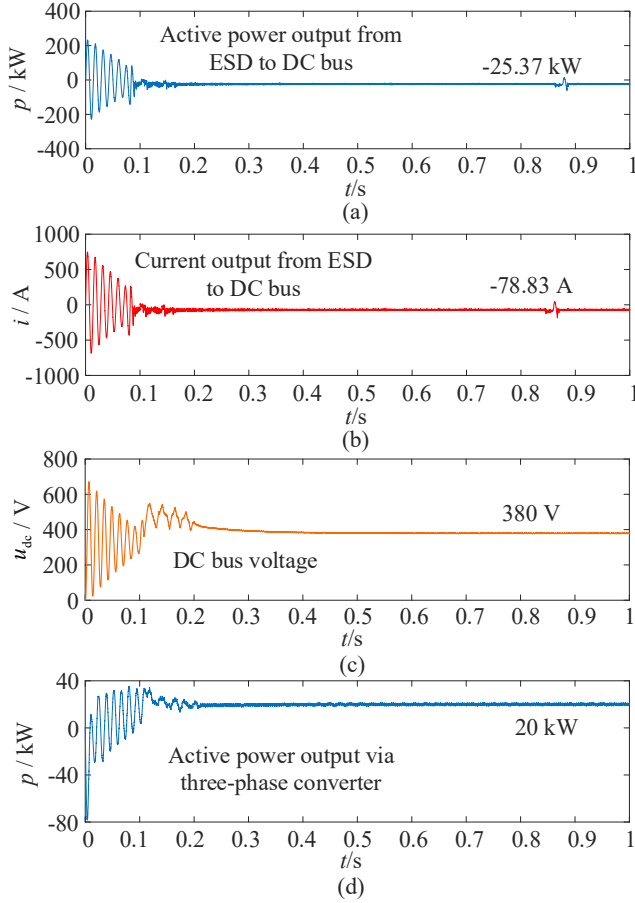 400
200
0
-200
-400
p / kW
Active power output from
ESD to DC bus
-25.37 kW
0 0.1 0.2 0.3 0.4 0.5 0.6 0.7 0.8 0.9 1
t/s
(a)
1000
500
0
-500
-1000
i / A
Current output from ESD
to DC bus
-78.83 A
0 0.1 0.2 0.3 0.4 0.5 0.6 0.7 0.8 0.9 1
t/s
(b)
800
600
400
200
0
u_dc / V
380 V
DC bus voltage
0 0.1 0.2 0.3 0.4 0.5 0.6 0.7 0.8 0.9 1
t/s
(c)
40
0
-40
-80
p / kW
20 kW
Active power output via
three-phase converter
0 0.1 0.2 0.3 0.4 0.5 0.6 0.7 0.8 0.9 1
t/s
(d)